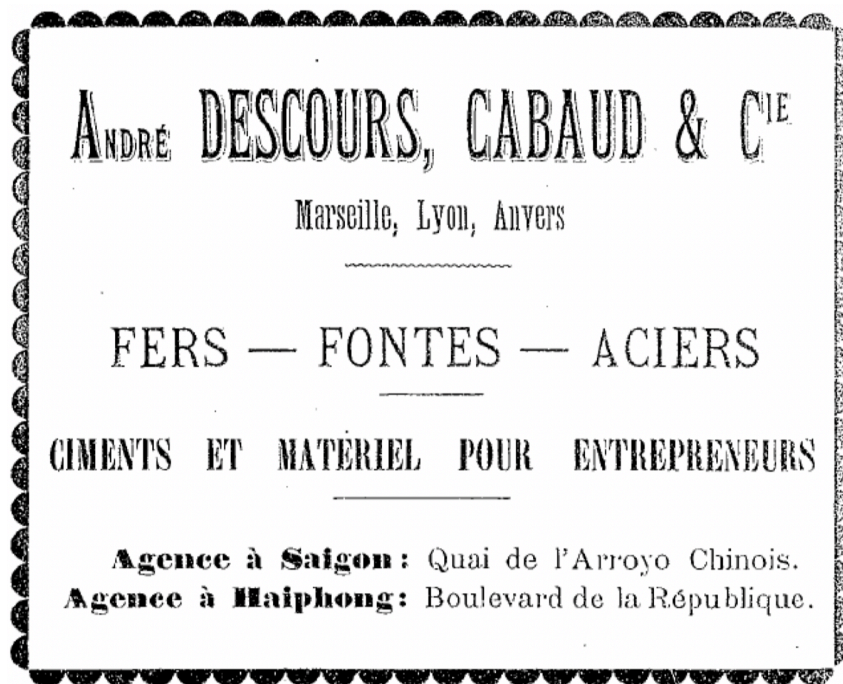 ANDRÉ DESCOURS, CABAUD & CIE
Marseille, Lyon, Anvers
FERS — FONTES — ACIERS
CIMENTS ET MATÉRIEL POUR ENTREPRENEURS
Agence à Saigon: Quai de l'Arroyo Chinois.
Agence à Haiphong: Boulevard de la République.